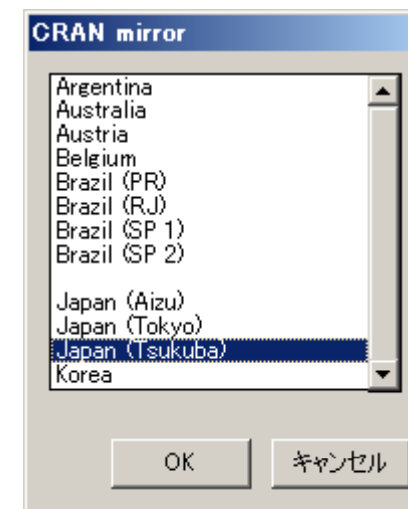 CRAN mirror
Argentina
Australia
Austria
Belgium
Brazil (PR)
Brazil (RJ)
Brazil (SP 1)
Brazil (SP 2)
Japan (Aizu)
Japan (Tokyo)
Japan (Tsukuba)
Korea
OK
キャンセル